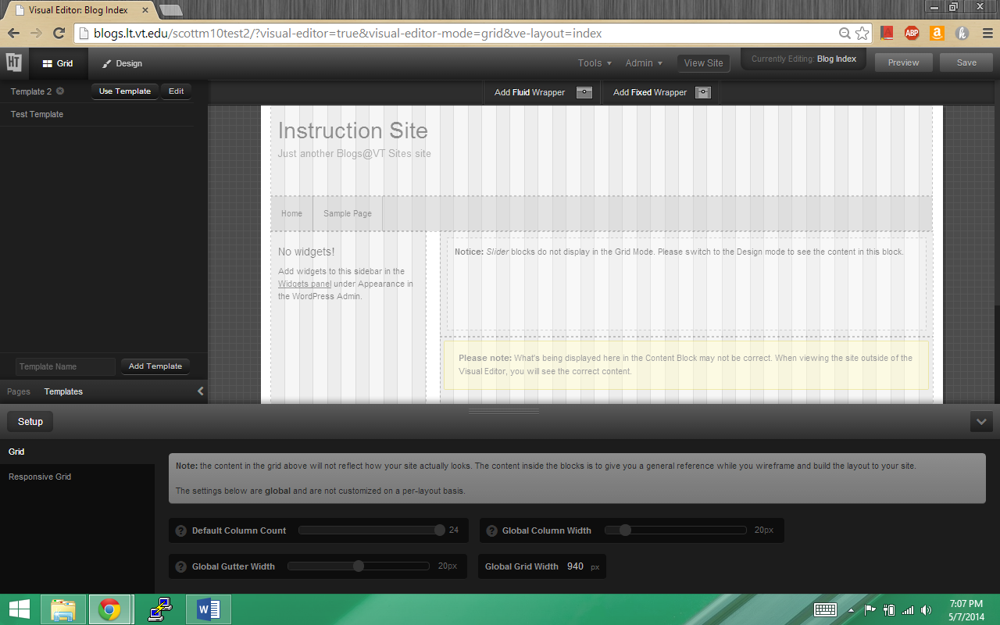 Visual Editor: Blog Index
blogs.lt.vt.edu/scottm10test2/?visual-editor=true&visual-editor-mode=grid&ve-layout=index
ABP
a
h
HT
Grid
Design
Tools
Admin
View Site
Currently Editing: Blog Index
Preview
Save
Template 2
Use Template
Edit
Add Fluid Wrapper
Add Fixed Wrapper
Test Template
Instruction Site
Just another Blogs@VT Sites site
Home
Sample Page
No widgets!
Add widgets to this sidebar in the
Widgets panel under Appearance in
the WordPress Admin.
Notice: Slider blocks do not display in the Grid Mode. Please switch to the Design mode to see the content in this block.
Please note: What's being displayed here in the Content Block may not be correct. When viewing the site outside of the
Visual Editor, you will see the correct content.
Template Name
Add Template
Pages
Templates
Setup
Grid
Responsive Grid
Note: the content in the grid above will not reflect how your site actually looks. The content inside the blocks is to give you a general reference while you wireframe and build the layout to your site.
The settings below are global and are not customized on a per-layout basis.
? Default Column Count 24
? Global Column Width 20px
? Global Gutter Width 20px
Global Grid Width 940 px
W
7:07 PM
5/7/2014